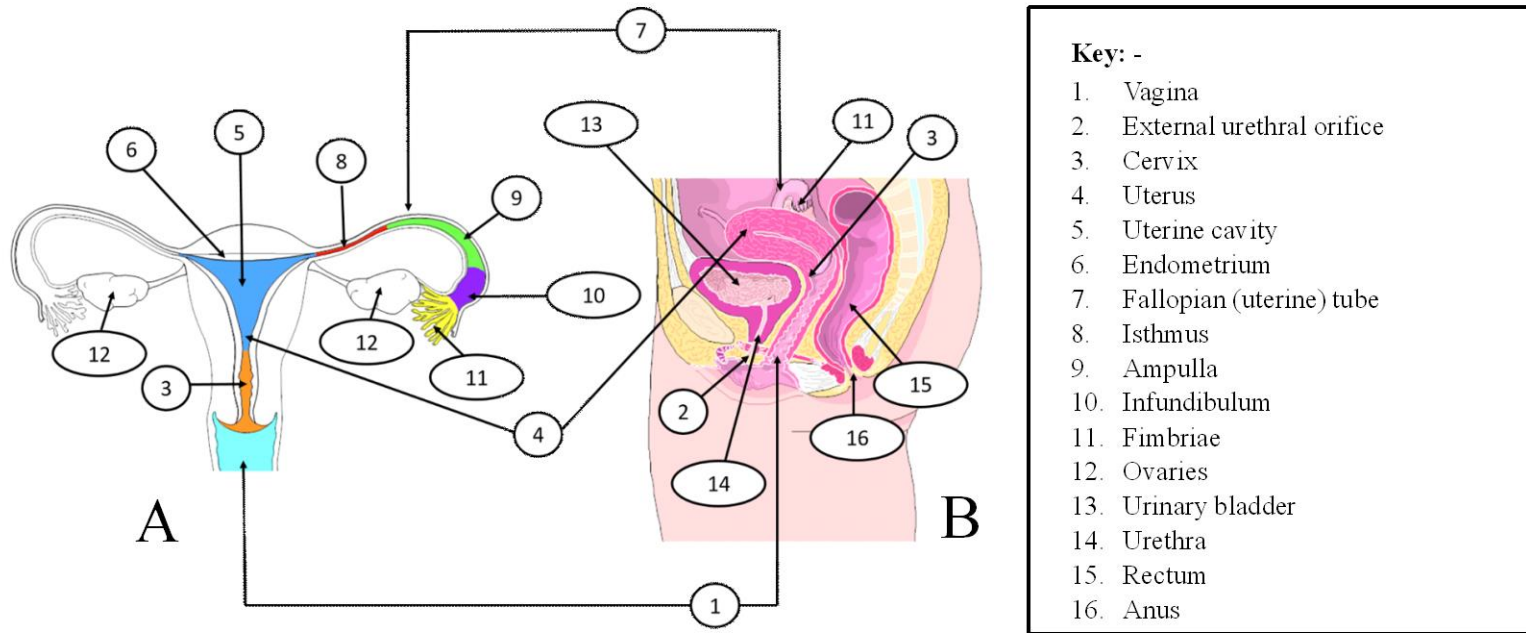 7
13
11
3
5
6
8
9
12
12
10
11
3
4
2
15
16
14
A
B
1
Key: -
1. Vagina
2. External urethral orifice
3. Cervix
4. Uterus
5. Uterine cavity
6. Endometrium
7. Fallopian (uterine) tube
8. Isthmus
9. Ampulla
10. Infundibulum
11. Fimbriae
12. Ovaries
13. Urinary bladder
14. Urethra
15. Rectum
16. Anus